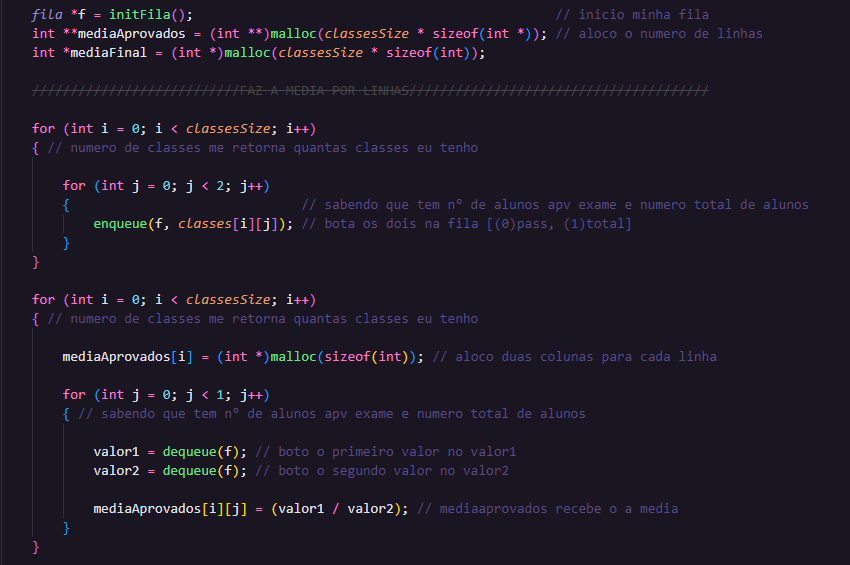 fila *f = initFila(); // inicio minha fila
int **mediaAprovados = (int **)malloc(classesSize * sizeof(int *)); // aloco o numero de linhas
int *mediaFinal = (int *)malloc(classesSize * sizeof(int));
///////////////////////////FAZ A MEDIA POR LINHAS///////////////////////////////////////
for (int i = 0; i < classesSize; i++)
{ // numero de classes me retorna quantas classes eu tenho
for (int j = 0; j < 2; j++)
{ // sabendo que tem nº de alunos apv exame e numero total de alunos
enqueue(f, classes[i][j]); // bota os dois na fila [(0)pass, (1)total]
}
}
for (int i = 0; i < classesSize; i++)
{ // numero de classes me retorna quantas classes eu tenho
mediaAprovados[i] = (int *)malloc(sizeof(int)); // aloco duas colunas para cada linha
for (int j = 0; j < 1; j++)
{ // sabendo que tem nº de alunos apv exame e numero total de alunos
valor1 = dequeue(f); // boto o primeiro valor no valor1
valor2 = dequeue(f); // boto o segundo valor no valor2
mediaAprovados[i][j] = (valor1 / valor2); // mediaaprovados recebe o a media
}
}